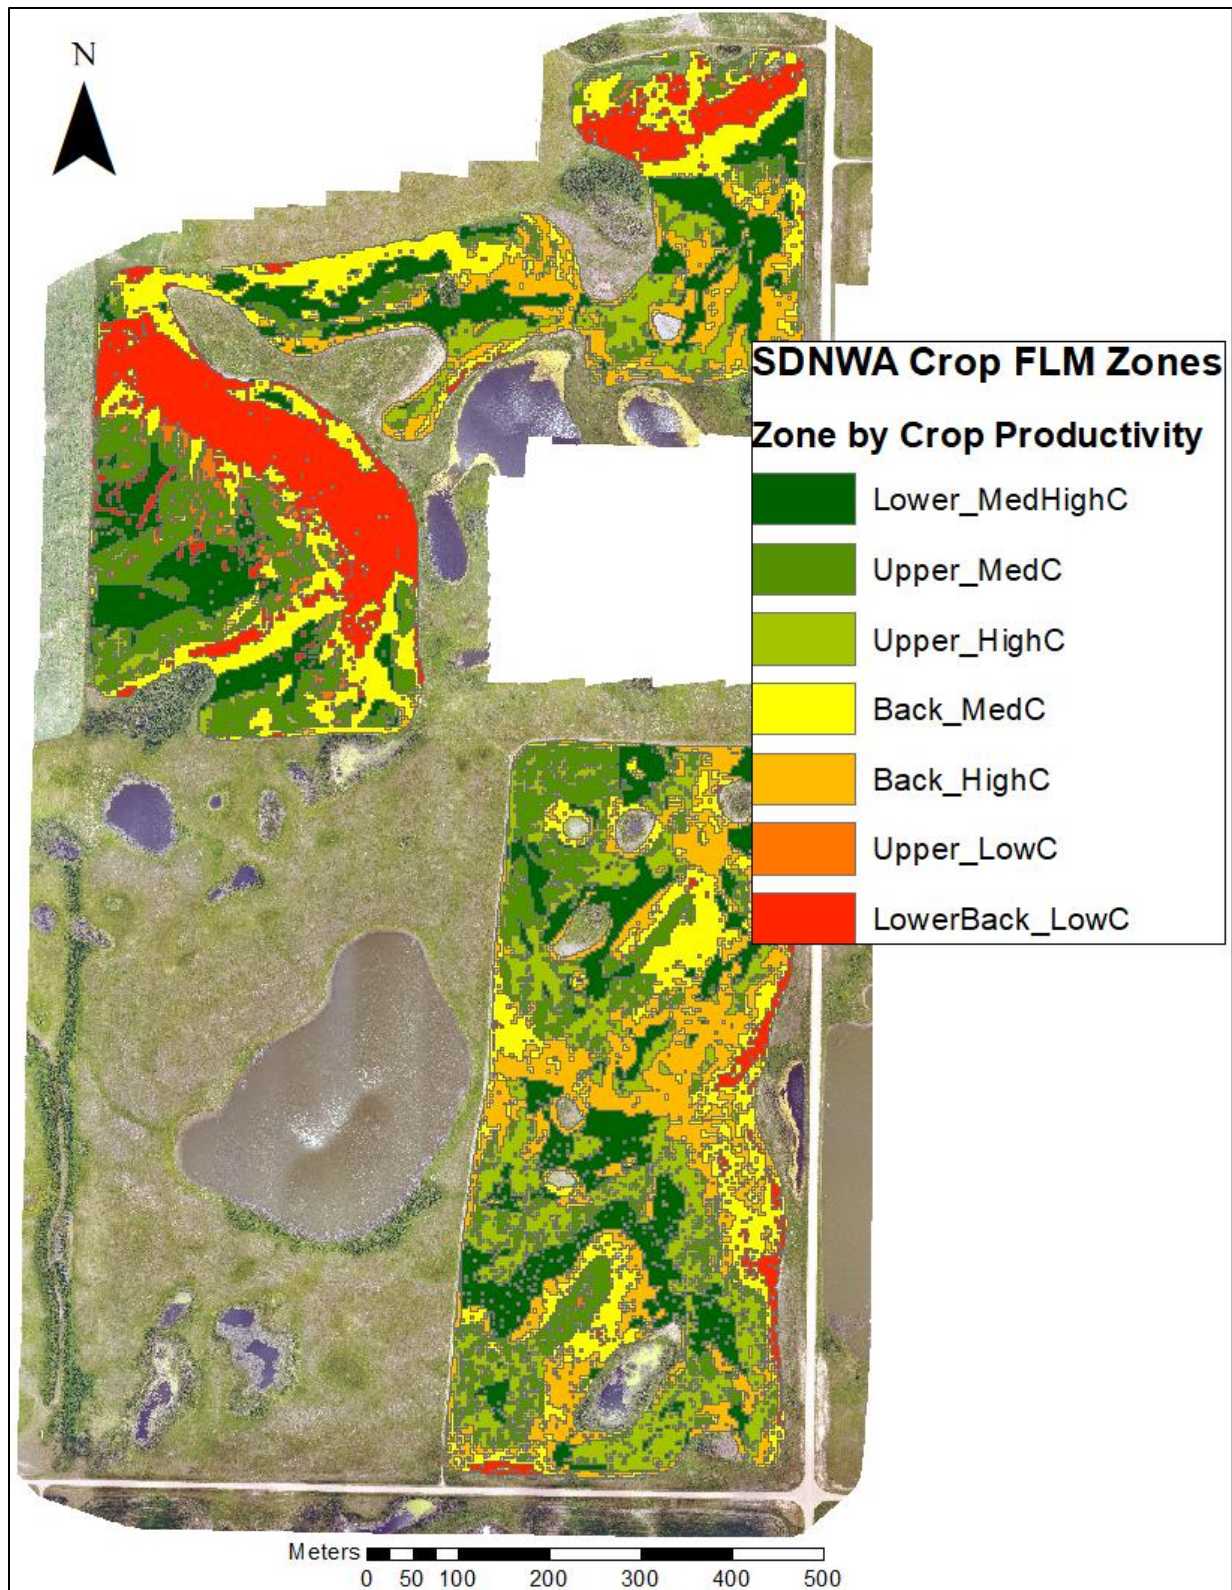 N
SDNWA Crop FLM Zones
Zone by Crop Productivity
Lower_MedHighC
Upper_MedC
Upper_HighC
Back_MedC
Back_HighC
Upper_LowC
LowerBack_LowC
Meters
0 50 100 200 300 400 500